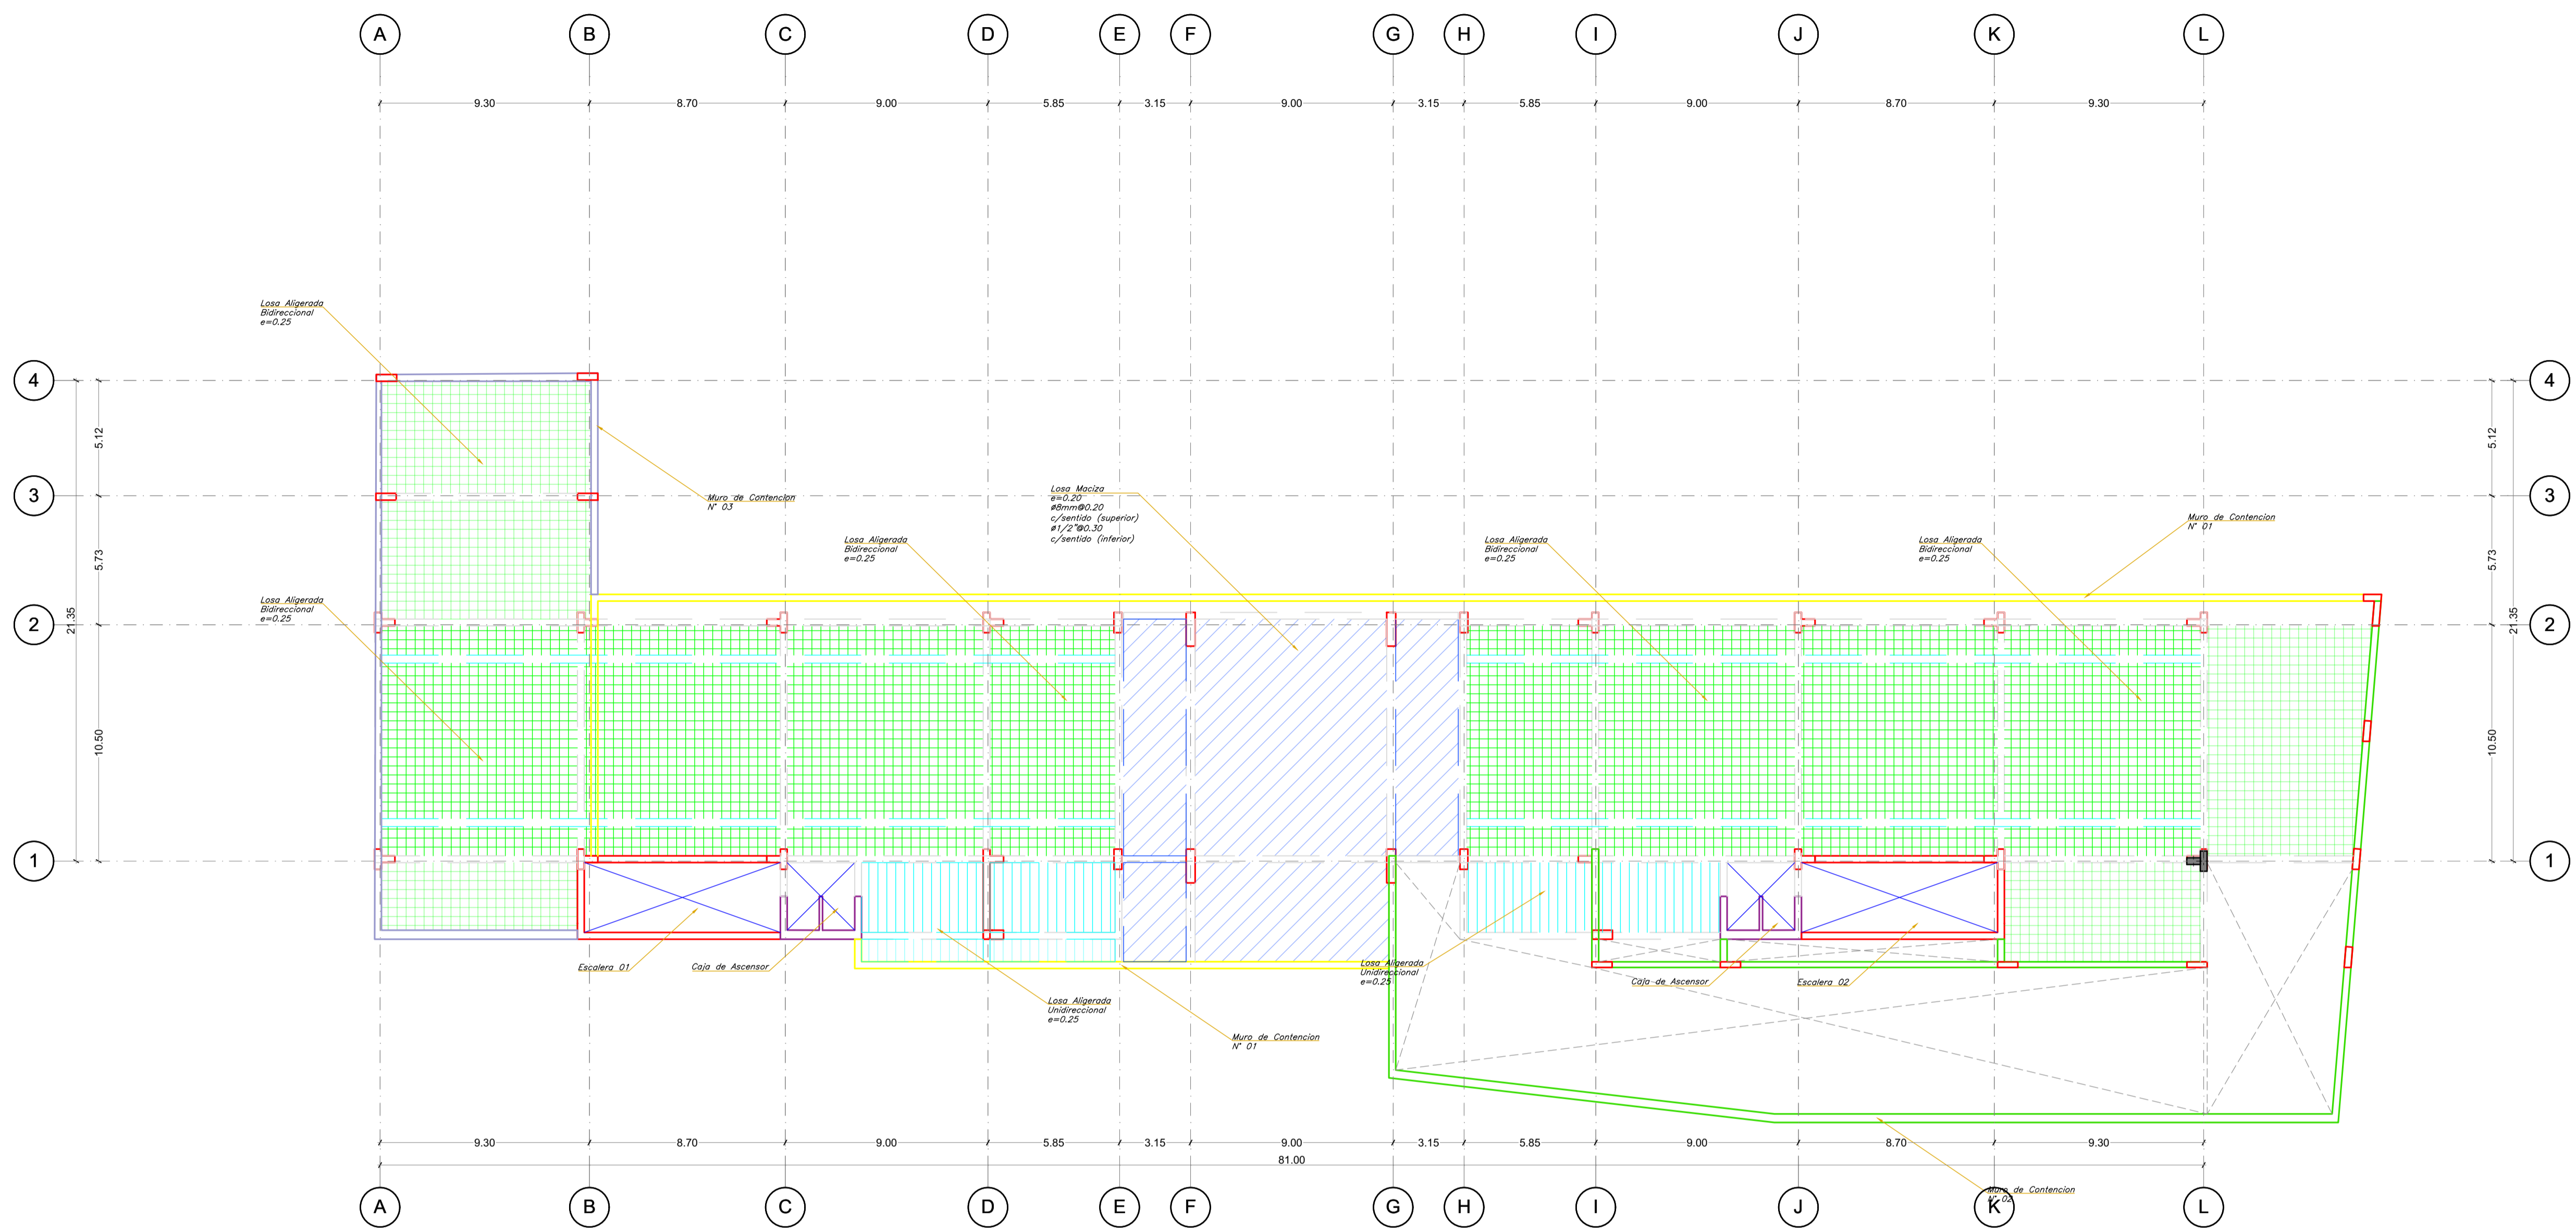 A B C D E F G H I J K L
9.30 8.70 9.00 5.85 3.15 9.00 3.15 5.85 9.00 8.70 9.30
Losa Aligerada
Bidireccional
e=0.25
4 4
5.12 5.12
3 3
Muro de Contencion
N° 03
Losa Maciza
e=0.20
ø8mm@0.20
c/sentido (superior)
ø1/2"@0.30
c/sentido (inferior)
Muro de Contencion
N° 01
Losa Aligerada
Bidireccional
e=0.25
Losa Aligerada
Bidireccional
e=0.25
Losa Aligerada
Bidireccional
e=0.25
5.73 5.73
Losa Aligerada
Bidireccional
e=0.25
21.35 21.35
2 2
10.50 10.50
1 1
Escalera 01
Caja de Ascensor
Losa Aligerada
Unidireccional
e=0.25
Losa Aligerada
Unidireccional
e=0.25
Caja de Ascensor
Escalera 02
Muro de Contencion
N° 01
9.30 8.70 9.00 5.85 3.15 9.00 3.15 5.85 9.00 8.70 9.30
81.00
Muro de Contencion
N° 02
A B C D E F G H I J K L